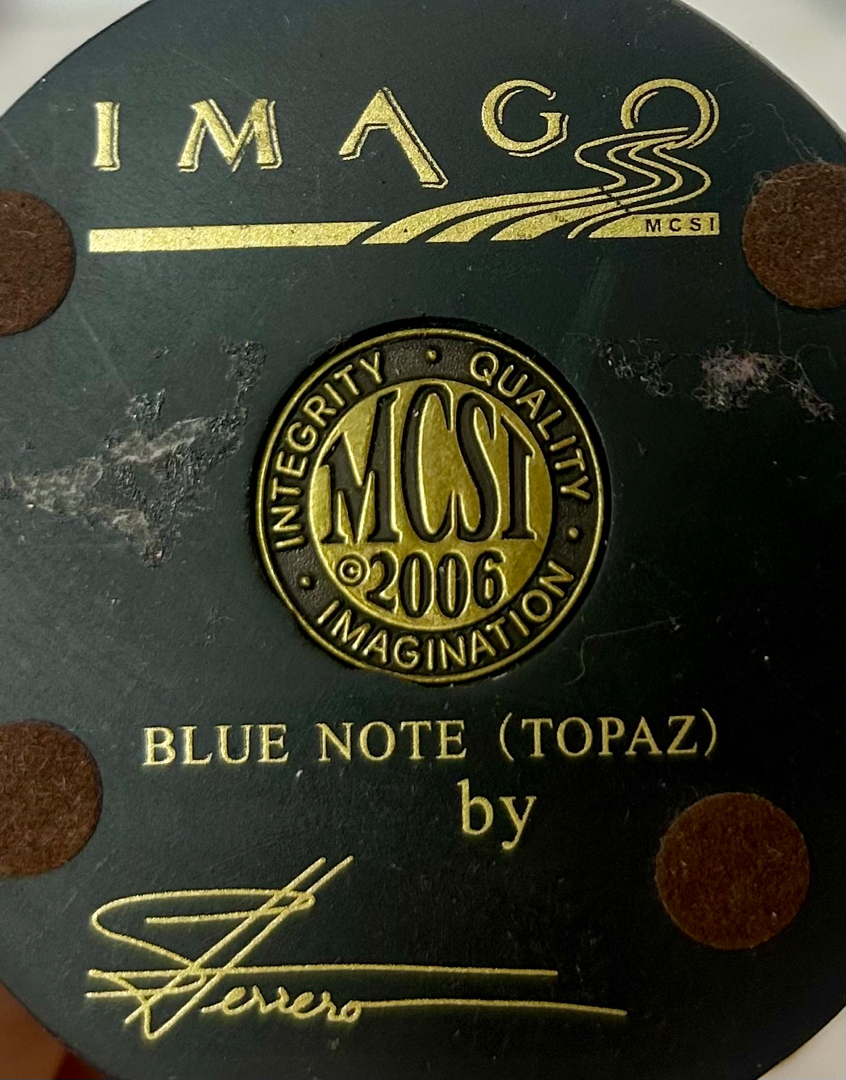 IMAGO
MCSI
INTEGRITY · QUALITY · IMAGINATION ·
MCSI
©2006
BLUE NOTE (TOPAZ)
by
Ferrero